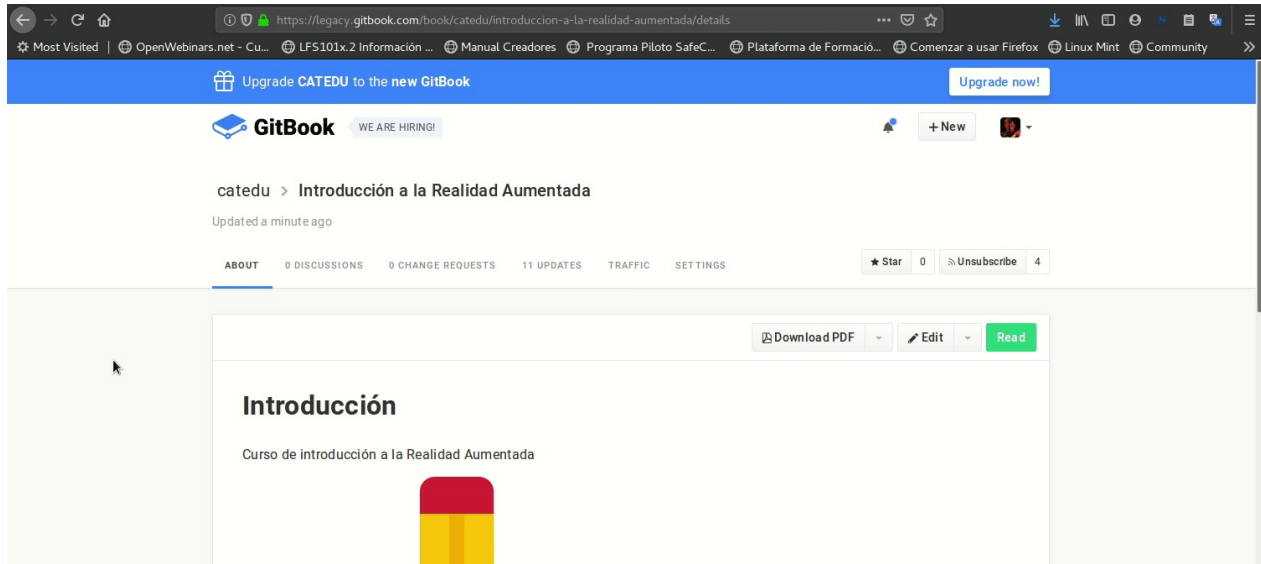 https://legacy.gitbook.com/book/catedu/introduccion-a-la-realidad-aumentada/details
Most Visited OpenWebinars.net - Cu... LFS101x.2 Información ... Manual Creadores Programa Piloto SafeC... Plataforma de Formació... Comenzar a usar Firefox Linux Mint Community
Upgrade CATEDU to the new GitBook Upgrade now!
GitBook WE ARE HIRING! + New
catedu > Introducción a la Realidad Aumentada
Updated a minute ago
ABOUT 0 DISCUSSIONS 0 CHANGE REQUESTS 11 UPDATES TRAFFIC SETTINGS Star 0 Unsubscribe 4
Download PDF Edit Read
Introducción
Curso de introducción a la Realidad Aumentada